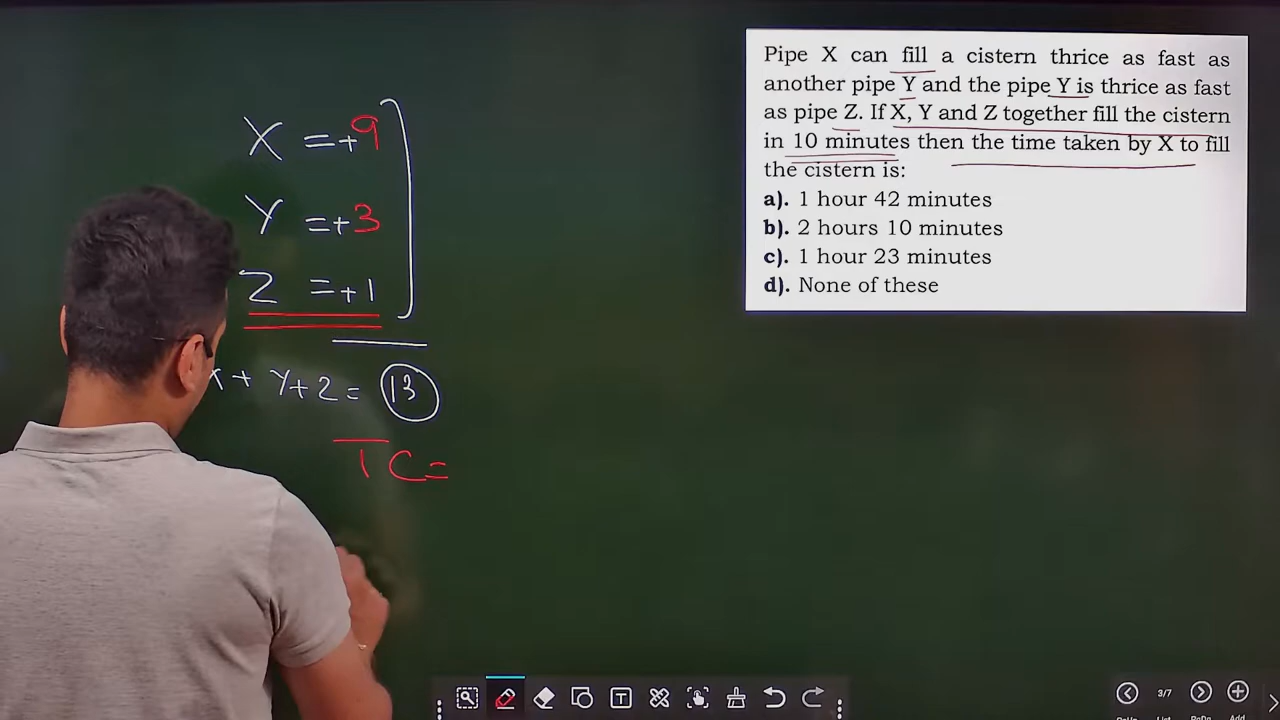 Pipe X can fill a cistern thrice as fast as
another pipe Y and the pipe Y is thrice as fast
as pipe Z. If X, Y and Z together fill the cistern
in 10 minutes then the time taken by X to fill
the cistern is:
a). 1 hour 42 minutes
b). 2 hours 10 minutes
c). 1 hour 23 minutes
d). None of these
X = +9
Y = +3
Z = +1
X + Y + Z = 13
TC =
3/7
Add